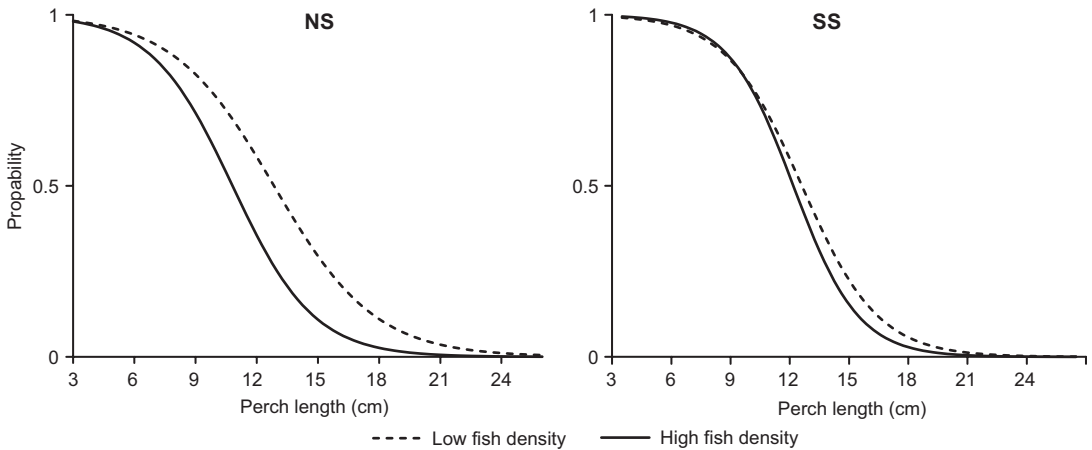 NS
SS
1
0.5
0
Propability
3 6 9 12 15 18 21 24
Perch length (cm)
1
0.5
0
3 6 9 12 15 18 21 24
Perch length (cm)
Low fish density
High fish density